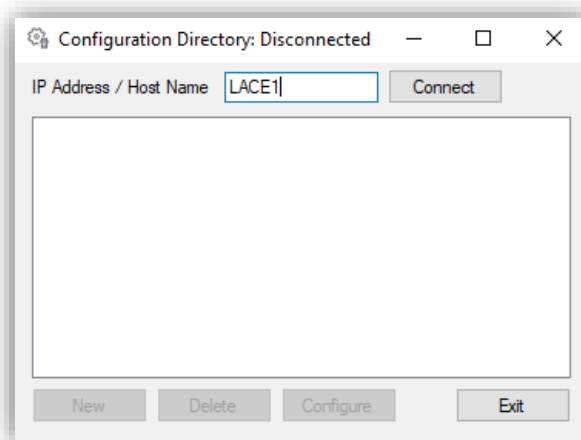 Configuration Directory: Disconnected
IP Address / Host Name LACE1 Connect
New Delete Configure Exit